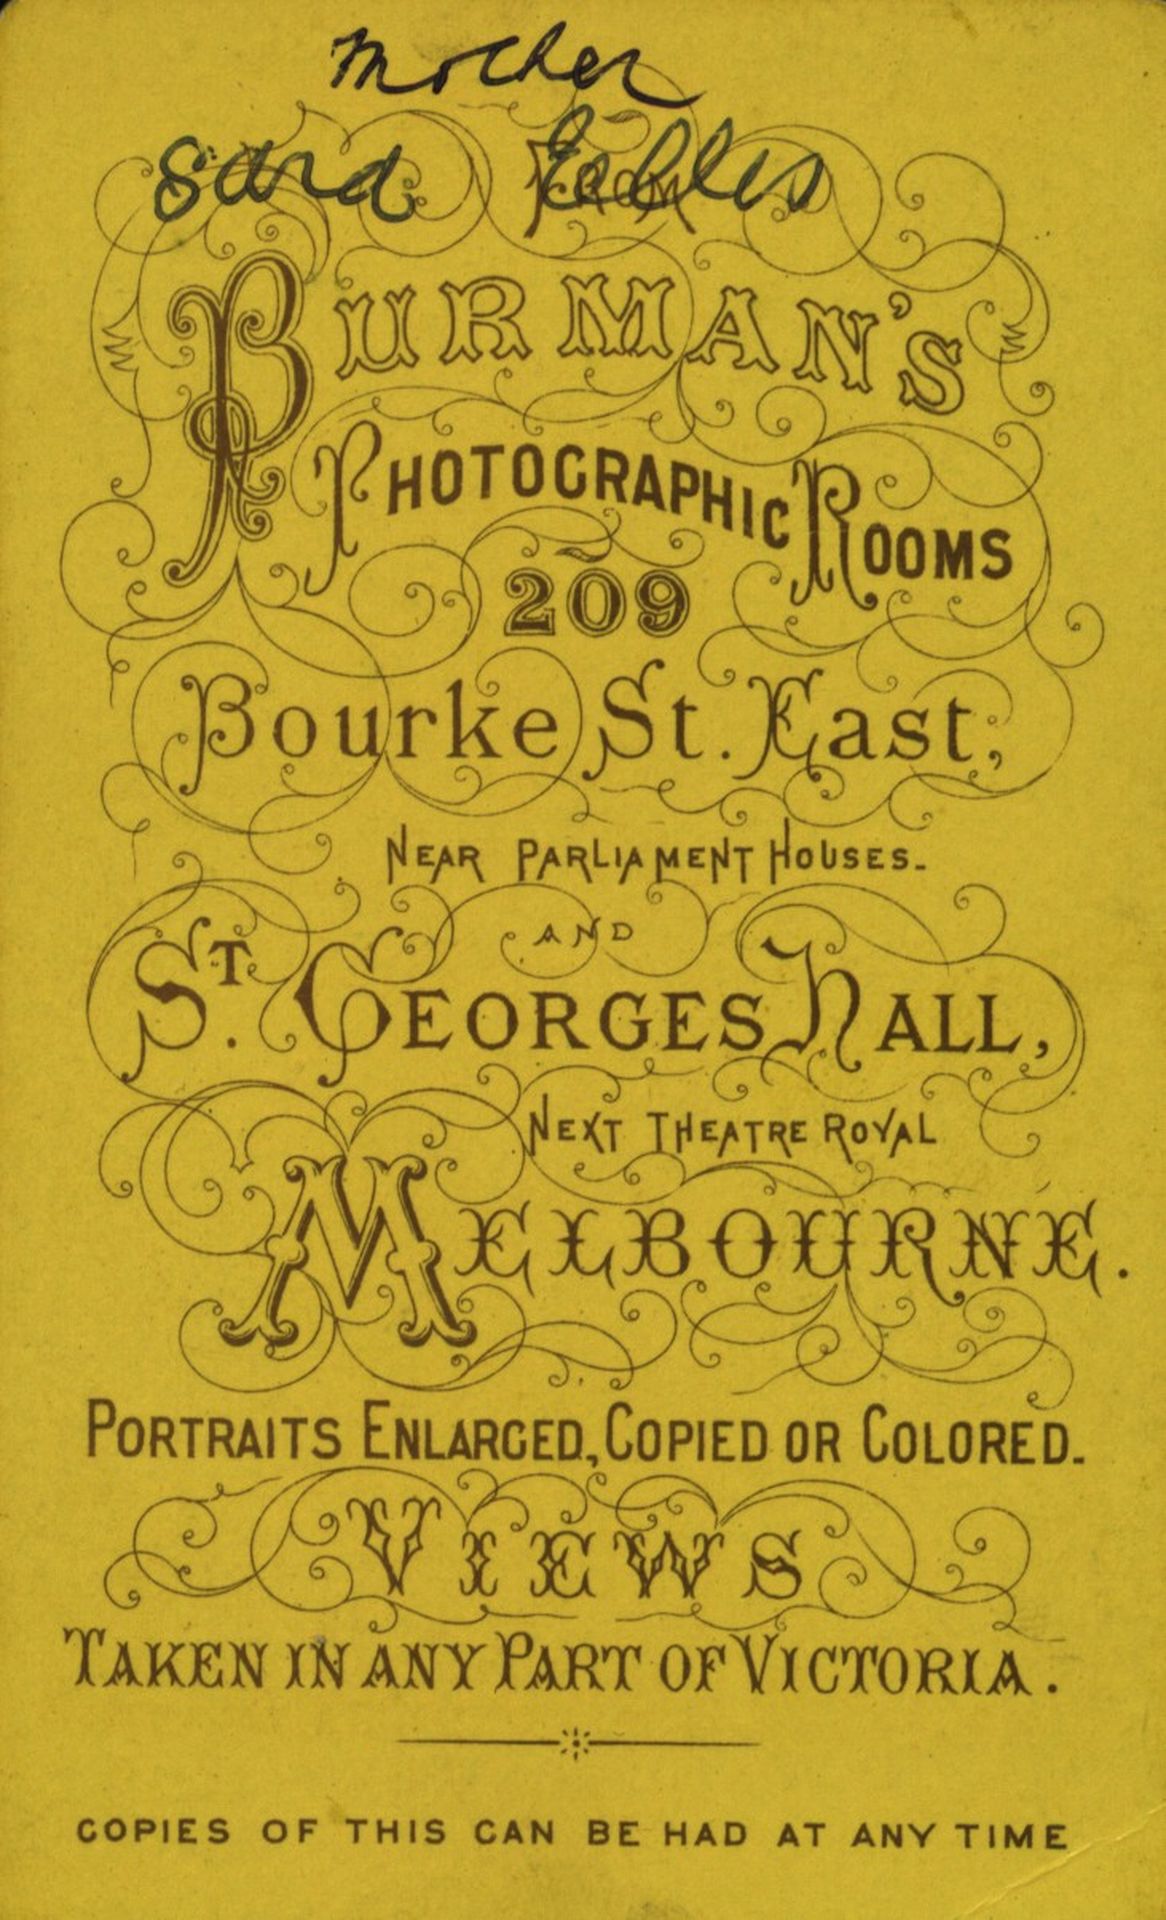 Mother
Sara Eccles
FROM
BURMAN'S
PHOTOGRAPHIC ROOMS
209
Bourke St. East,
NEAR PARLIAMENT HOUSES.
AND
ST. GEORGES HALL,
NEXT THEATRE ROYAL
MELBOURNE.
PORTRAITS ENLARGED, COPIED OR COLORED.
VIEWS
TAKEN IN ANY PART OF VICTORIA.
COPIES OF THIS CAN BE HAD AT ANY TIME